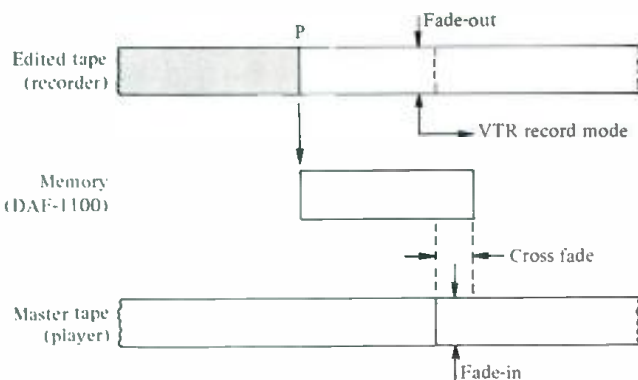 P
Fade-out
Edited tape
(recorder)
VTR record mode
Memory
(DAF-1100)
Cross fade
Master tape
(player)
Fade-in